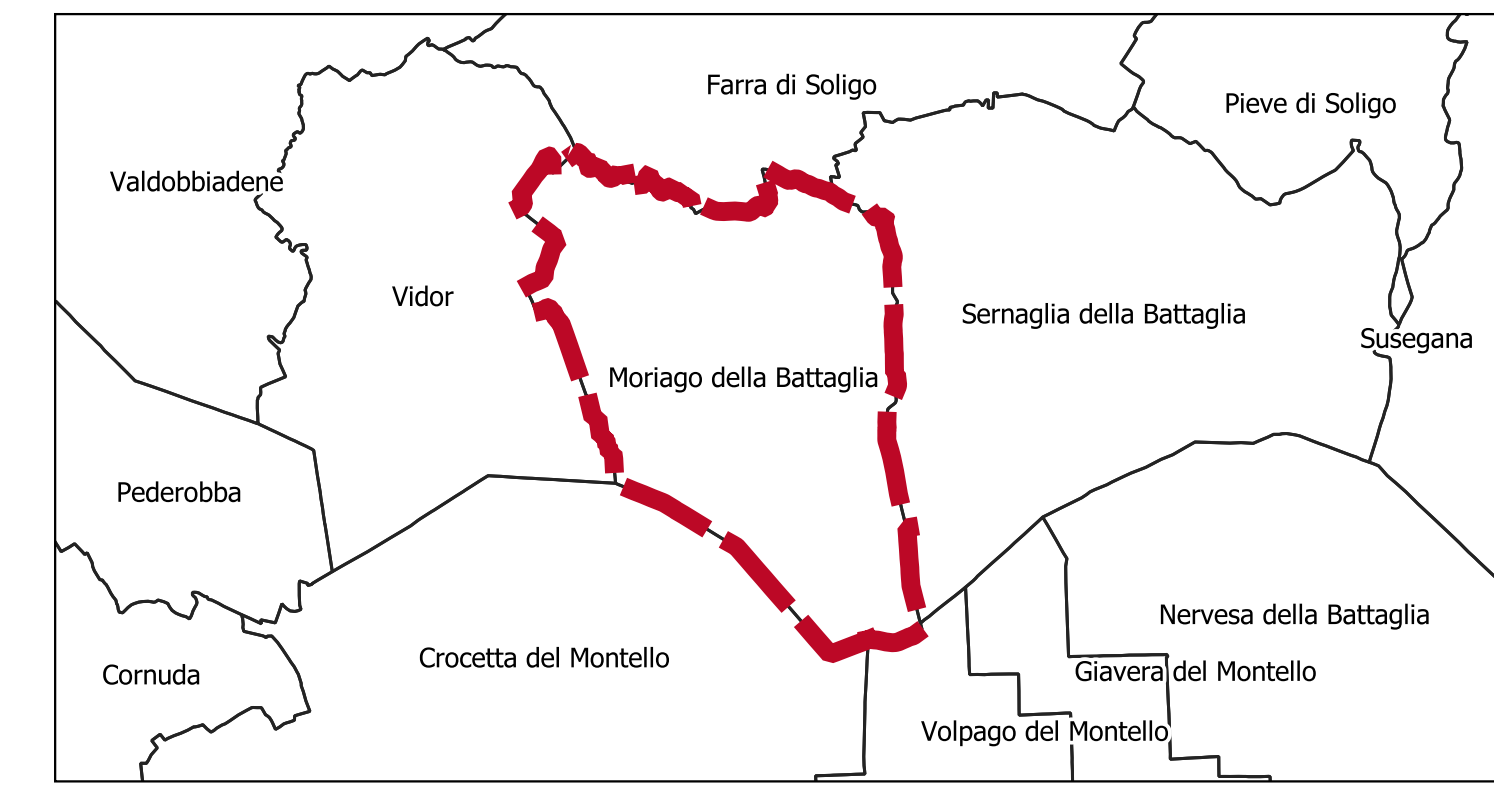 Farra di Soligo
Pieve di Soligo
Valdobbiadene
Vidor
Sernaglia della Battaglia
Susegana
Moriago della Battaglia
Pederobba
Nervesa della Battaglia
Crocetta del Montello
Giavera del Montello
Cornuda
Volpago del Montello